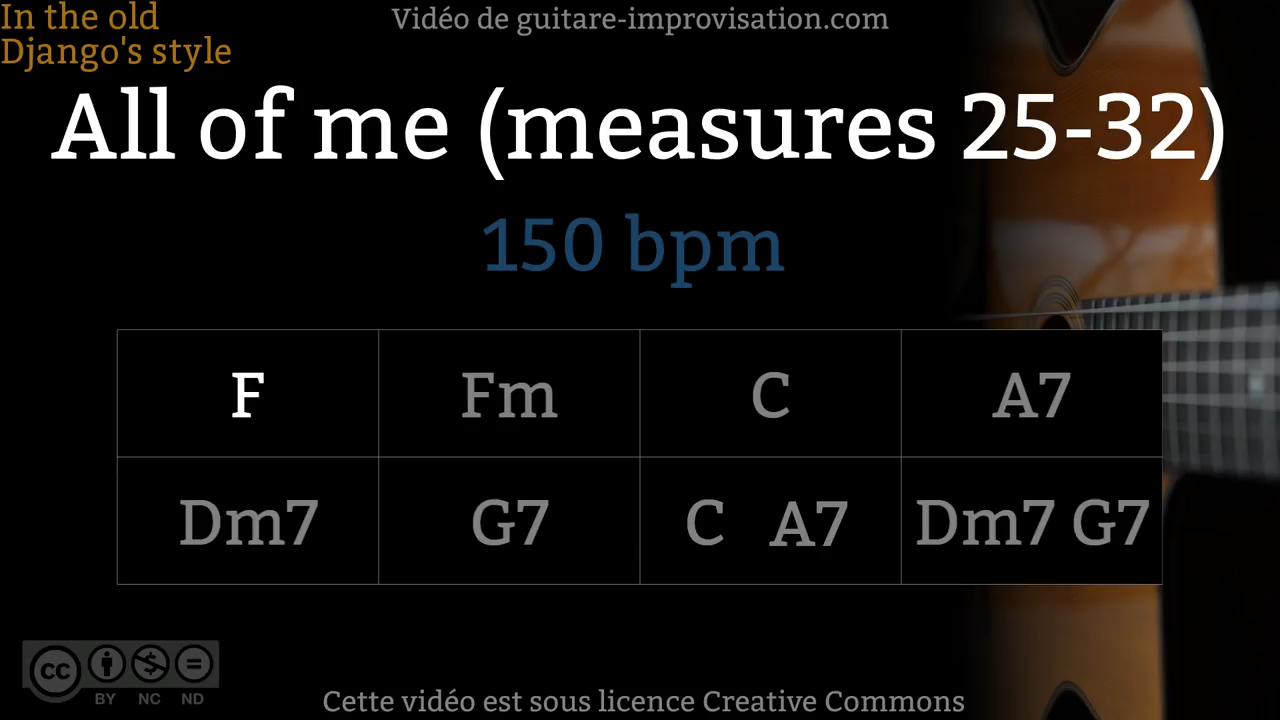 In the old
Django's style
Vidéo de guitare-improvisation.com
All of me (measures 25-32)
150 bpm
F Fm C A7
Dm7 G7 C A7 Dm7 G7
cc BY NC ND
Cette vidéo est sous licence Creative Commons